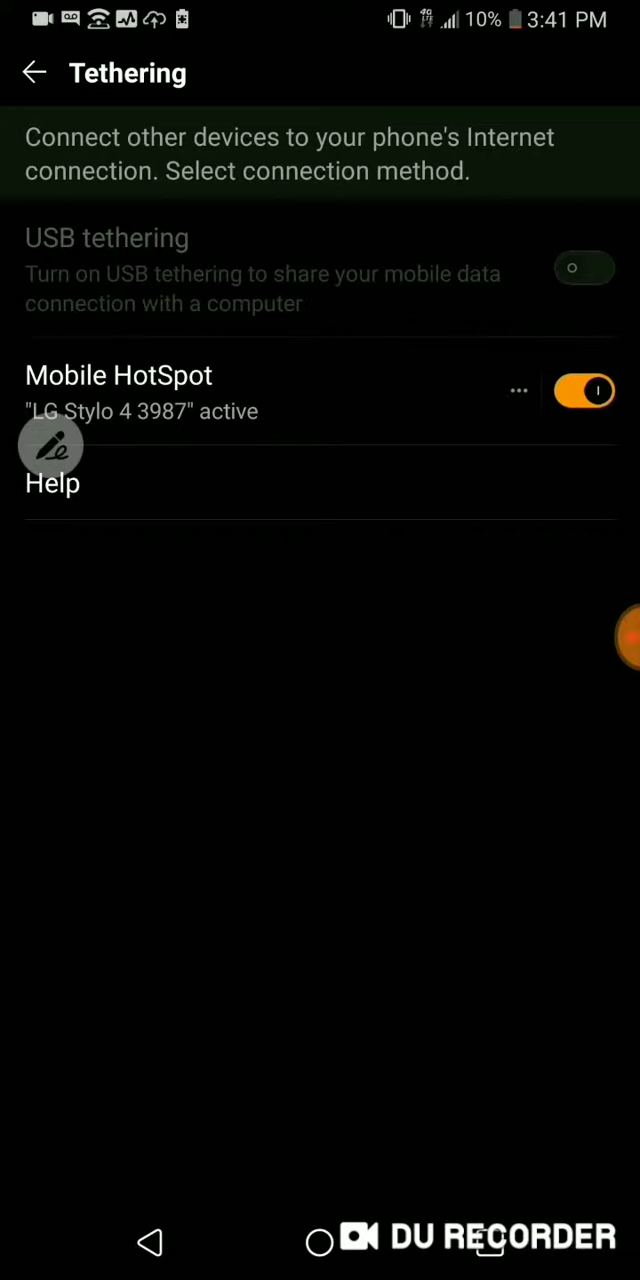 10% 3:41 PM
Tethering
Connect other devices to your phone's Internet
connection. Select connection method.
USB tethering
Turn on USB tethering to share your mobile data
connection with a computer
Mobile HotSpot
"LG Stylo 4 3987" active
Help
DU RECORDER